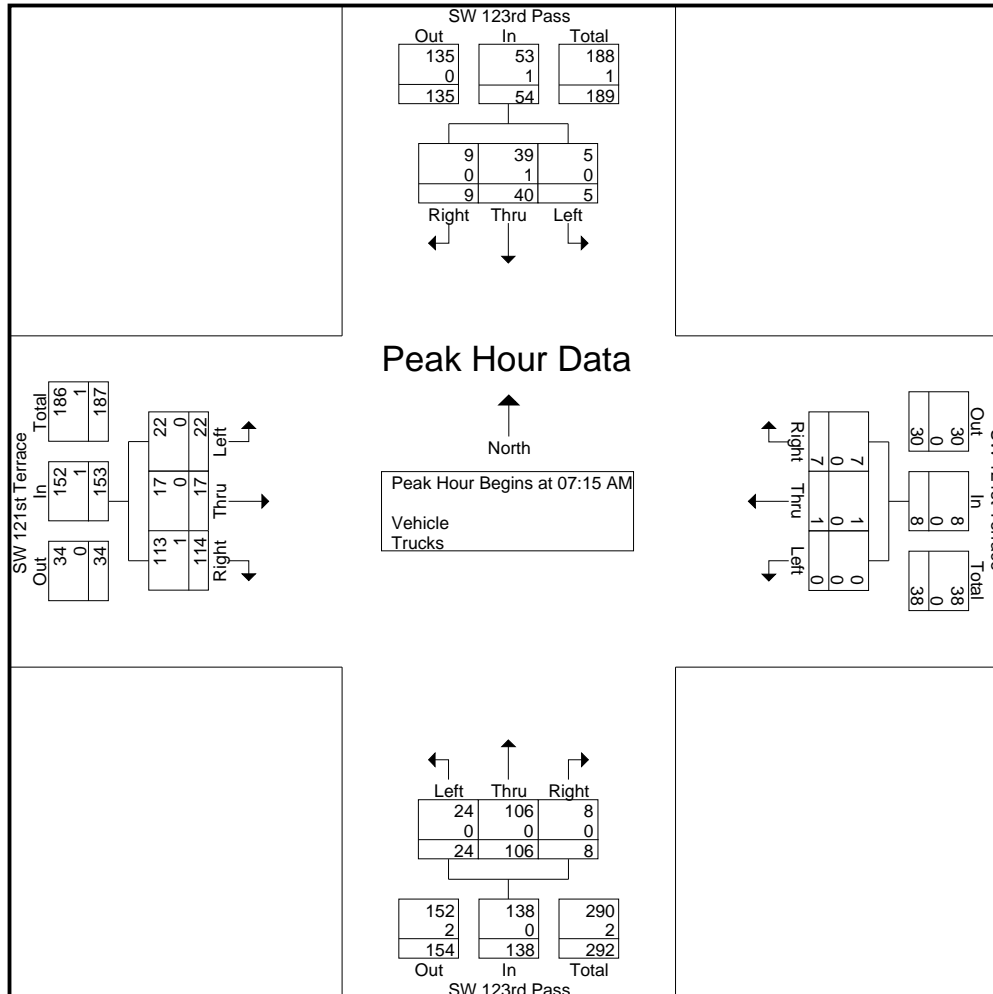 SW 123rd Pass
Out In Total
135 53 188
0 1 1
135 54 189
9 39 5
0 1 0
9 40 5
Right Thru Left
Peak Hour Data
North
Peak Hour Begins at 07:15 AM
Vehicle
Trucks
SW 121st Terrace
Total In Out
186 152 34
1 1 0
187 153 34
22 17 113
0 0 1
22 17 114
Left Thru Right
Out In Total
30 8 38
0 0 0
30 8 38
7 1 0
0 0 0
7 1 0
Right Thru Left
Left Thru Right
24 106 8
0 0 0
24 106 8
152 138 290
2 0 2
154 138 292
Out In Total
SW 123rd Pass